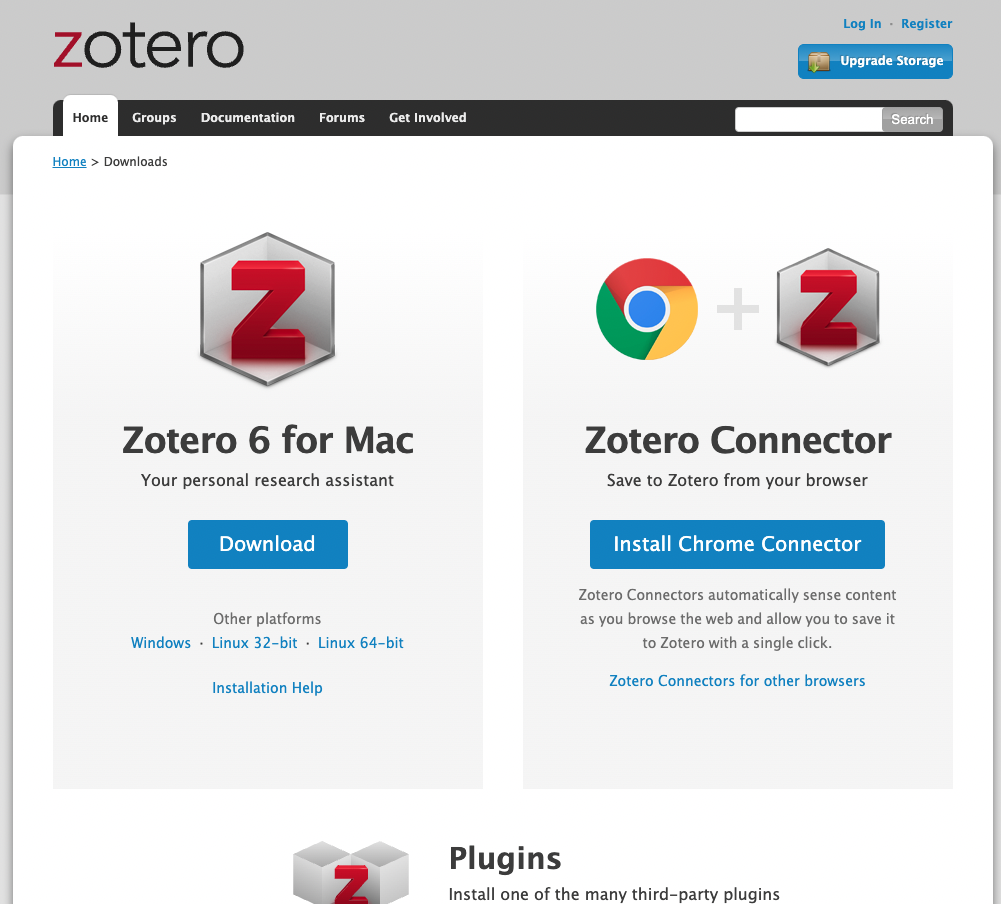 zotero
Log In · Register
Upgrade Storage
Home Groups Documentation Forums Get Involved Search
Home > Downloads
Z
Z
Zotero 6 for Mac
Your personal research assistant
Download
Other platforms
Windows · Linux 32-bit · Linux 64-bit
Installation Help
Zotero Connector
Save to Zotero from your browser
Install Chrome Connector
Zotero Connectors automatically sense content
as you browse the web and allow you to save it
to Zotero with a single click.
Zotero Connectors for other browsers
Z
Plugins
Install one of the many third-party plugins